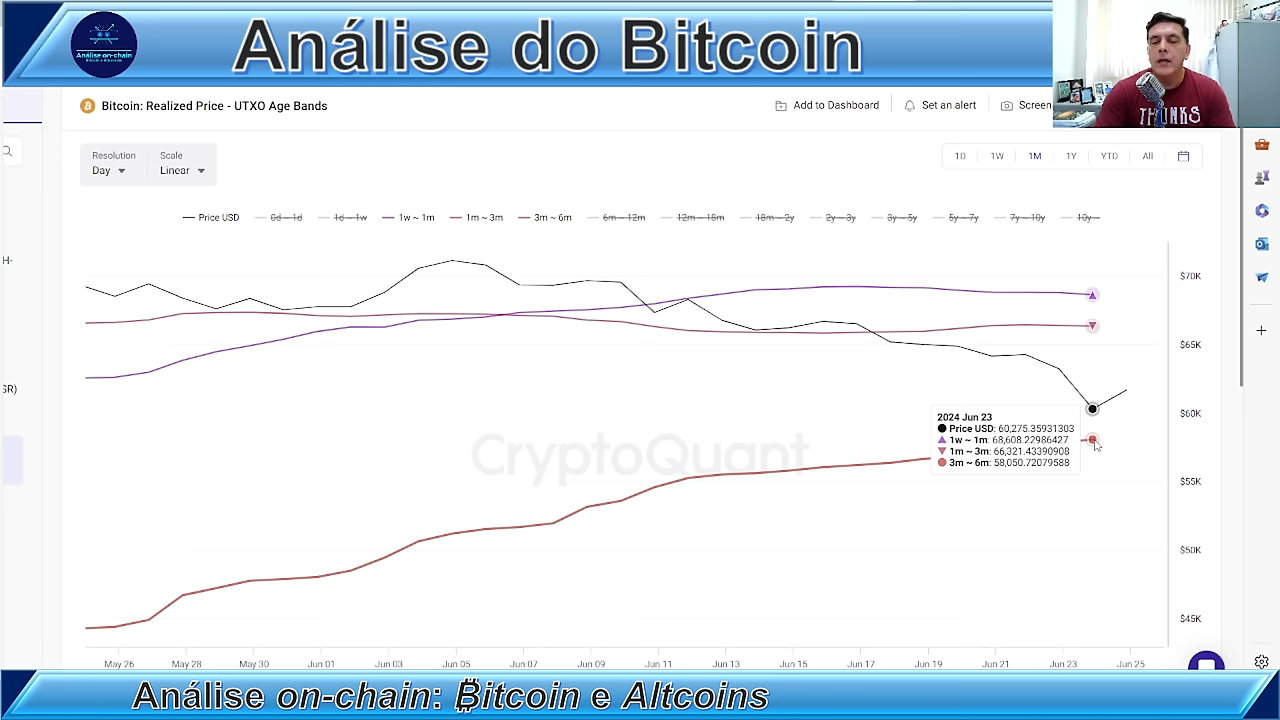 Análise do Bitcoin
Análise on-chain
Bitcoin: Realized Price - UTXO Age Bands
Add to Dashboard
Set an alert
Screen
THINKS
Resolution
Day
Scale
Linear
1D 1W 1M 1Y YTD All
Price USD 0d ~ 1d 1d ~ 1w 1w ~ 1m 1m ~ 3m 3m ~ 6m 6m ~ 12m 12m ~ 18m 18m ~ 2y 2y ~ 3y 3y ~ 5y 5y ~ 7y 7y ~ 10y 10y ~
H-
SR)
$70K
$65K
$60K
$55K
$50K
$45K
2024 Jun 23
Price USD: 60,275.35931303
1w ~ 1m: 68,608.22986427
1m ~ 3m: 66,321.43390908
3m ~ 6m: 58,050.72079588
CryptoQuant
May 26 May 28 May 30 Jun 01 Jun 03 Jun 05 Jun 07 Jun 09 Jun 11 Jun 13 Jun 15 Jun 17 Jun 19 Jun 21 Jun 23 Jun 25
Análise on-chain: ₿itcoin e Altcoins